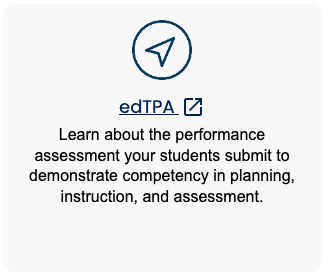 edTPA
Learn about the performance
assessment your students submit to
demonstrate competency in planning,
instruction, and assessment.